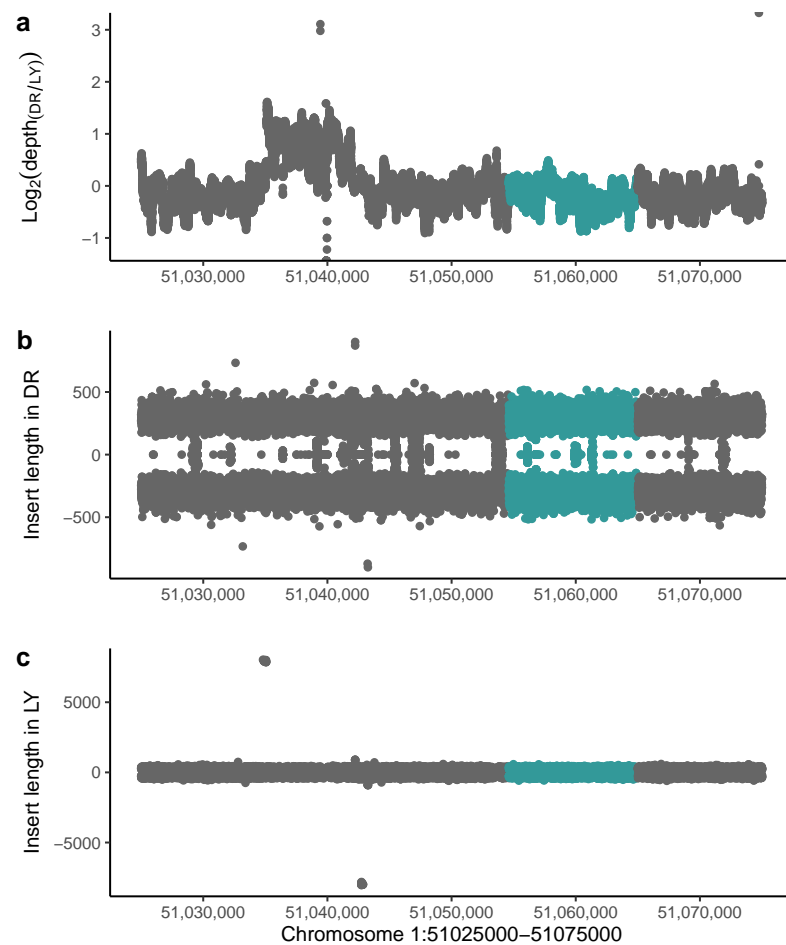 a
Log2(depth(DR/LY))
3
2
1
0
−1
51,030,000 51,040,000 51,050,000 51,060,000 51,070,000
b
Insert length in DR
500
0
−500
51,030,000 51,040,000 51,050,000 51,060,000 51,070,000
c
Insert length in LY
5000
0
−5000
51,030,000 51,040,000 51,050,000 51,060,000 51,070,000
Chromosome 1:51025000−51075000